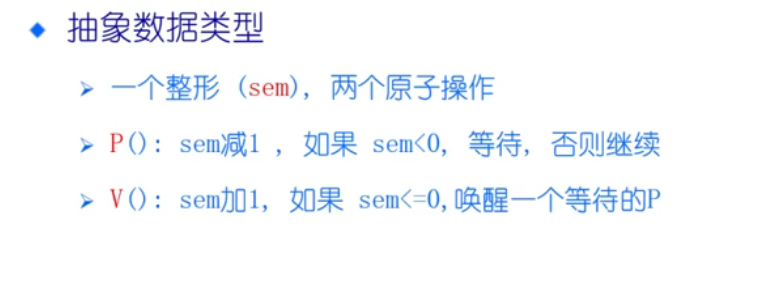 抽象数据类型
一个整形 (sem), 两个原子操作
P(): sem减1 , 如果 sem<0, 等待, 否则继续
V(): sem加1, 如果 sem<=0,唤醒一个等待的P